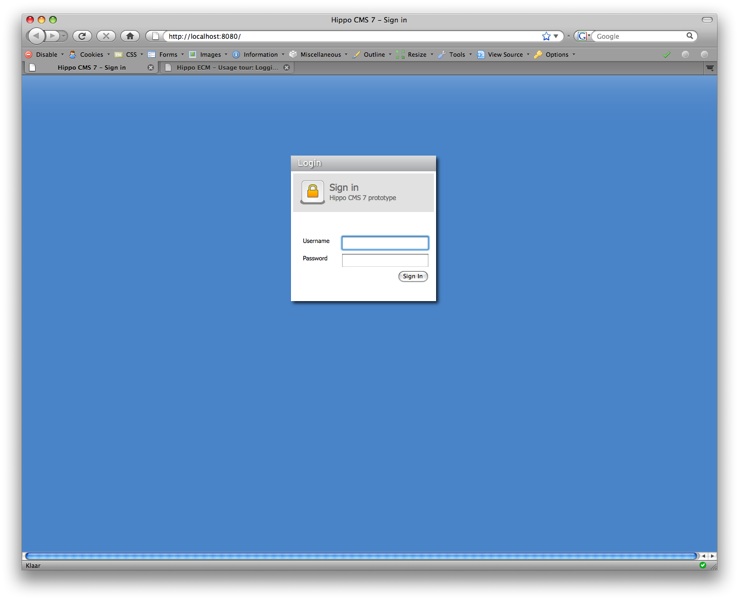 Hippo CMS 7 – Sign in
http://localhost:8080/
Google
Disable Cookies CSS Forms Images Information Miscellaneous Outline Resize Tools View Source Options
Hippo CMS 7 – Sign in Hippo ECM – Usage tour: Loggi...
Login
Sign in
Hippo CMS 7 prototype
Username
Password
Sign In
Klaar